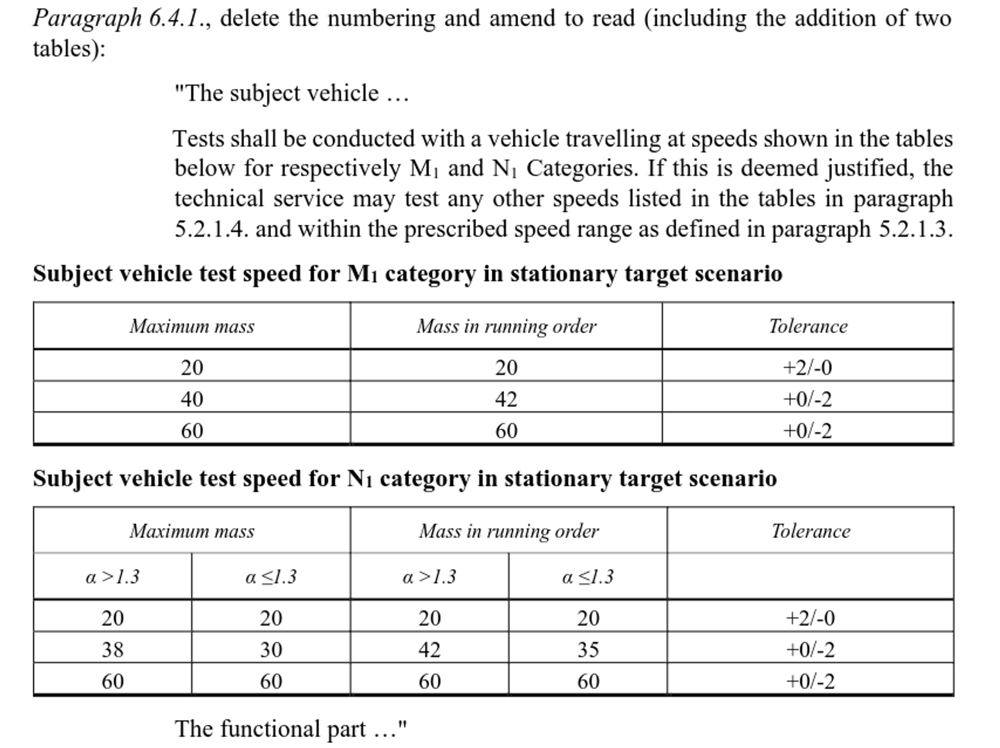 Paragraph 6.4.1., delete the numbering and amend to read (including the addition of two
tables):
"The subject vehicle …
Tests shall be conducted with a vehicle travelling at speeds shown in the tables
below for respectively M₁ and N₁ Categories. If this is deemed justified, the
technical service may test any other speeds listed in the tables in paragraph
5.2.1.4. and within the prescribed speed range as defined in paragraph 5.2.1.3.
Subject vehicle test speed for M₁ category in stationary target scenario
Maximum mass Mass in running order Tolerance
20 20 +2/-0
40 42 +0/-2
60 60 +0/-2
Subject vehicle test speed for N₁ category in stationary target scenario
Maximum mass Mass in running order Tolerance
α >1.3 α ≤1.3 α >1.3 α ≤1.3
20 20 20 20 +2/-0
38 30 42 35 +0/-2
60 60 60 60 +0/-2
The functional part …"